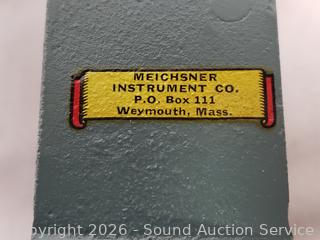 MEICHSNER
INSTRUMENT CO.
P.O. Box 111
Weymouth, Mass.
Copyright 2026 - Sound Auction Service